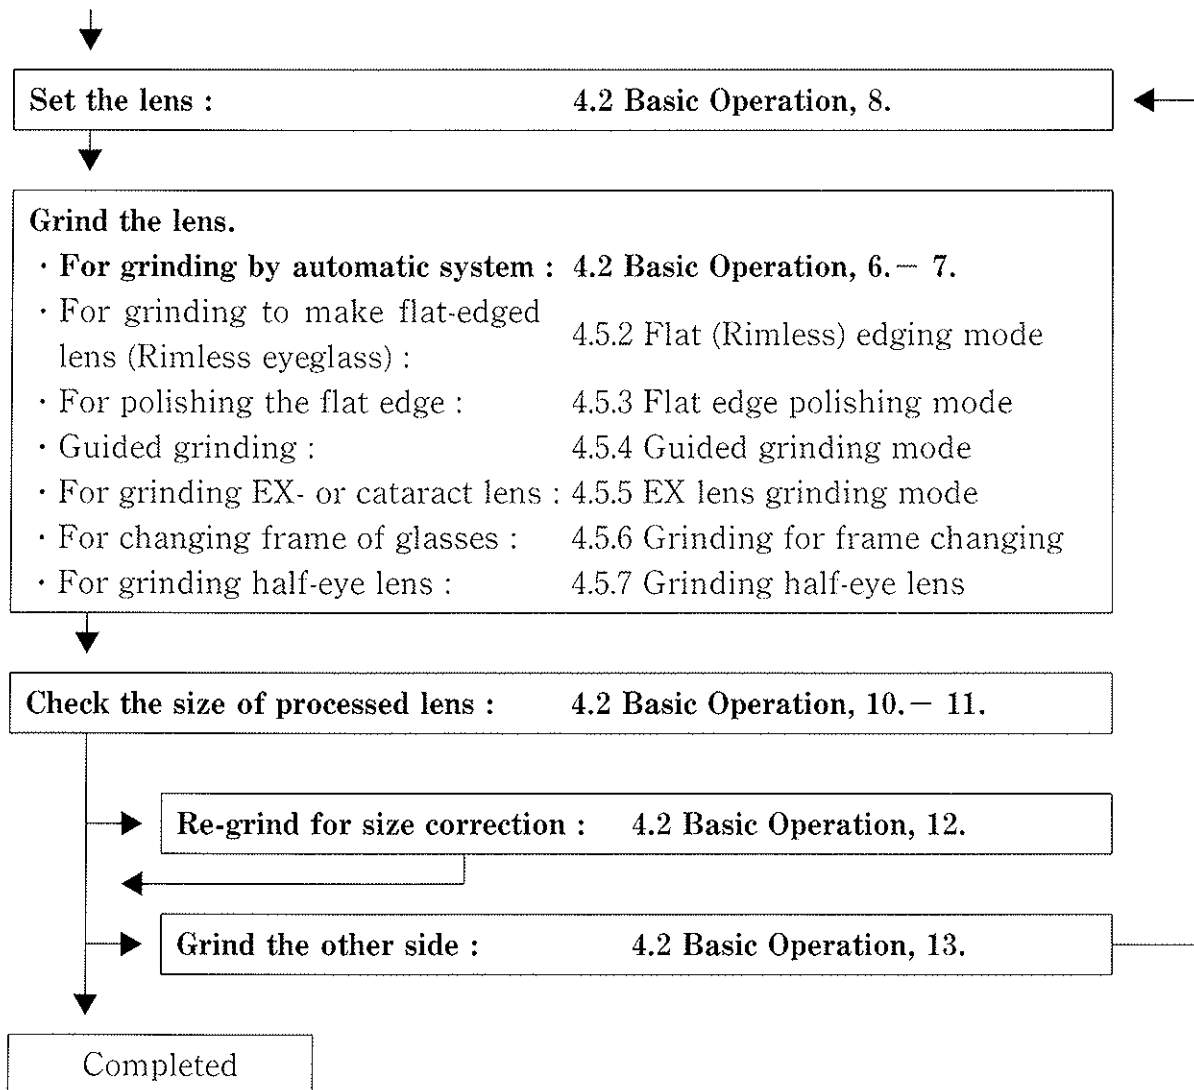 Set the lens : 4.2 Basic Operation, 8.
Grind the lens.
· For grinding by automatic system : 4.2 Basic Operation, 6.− 7.
· For grinding to make flat-edged
lens (Rimless eyeglass) : 4.5.2 Flat (Rimless) edging mode
· For polishing the flat edge : 4.5.3 Flat edge polishing mode
· Guided grinding : 4.5.4 Guided grinding mode
· For grinding EX- or cataract lens : 4.5.5 EX lens grinding mode
· For changing frame of glasses : 4.5.6 Grinding for frame changing
· For grinding half-eye lens : 4.5.7 Grinding half-eye lens
Check the size of processed lens : 4.2 Basic Operation, 10.− 11.
Re-grind for size correction : 4.2 Basic Operation, 12.
Grind the other side : 4.2 Basic Operation, 13.
Completed